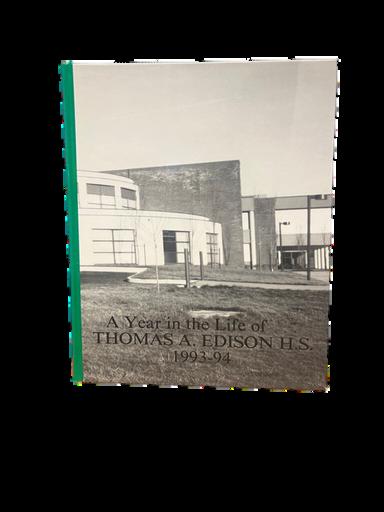 A Year in the Life of
THOMAS A. EDISON H.S.
1993-94